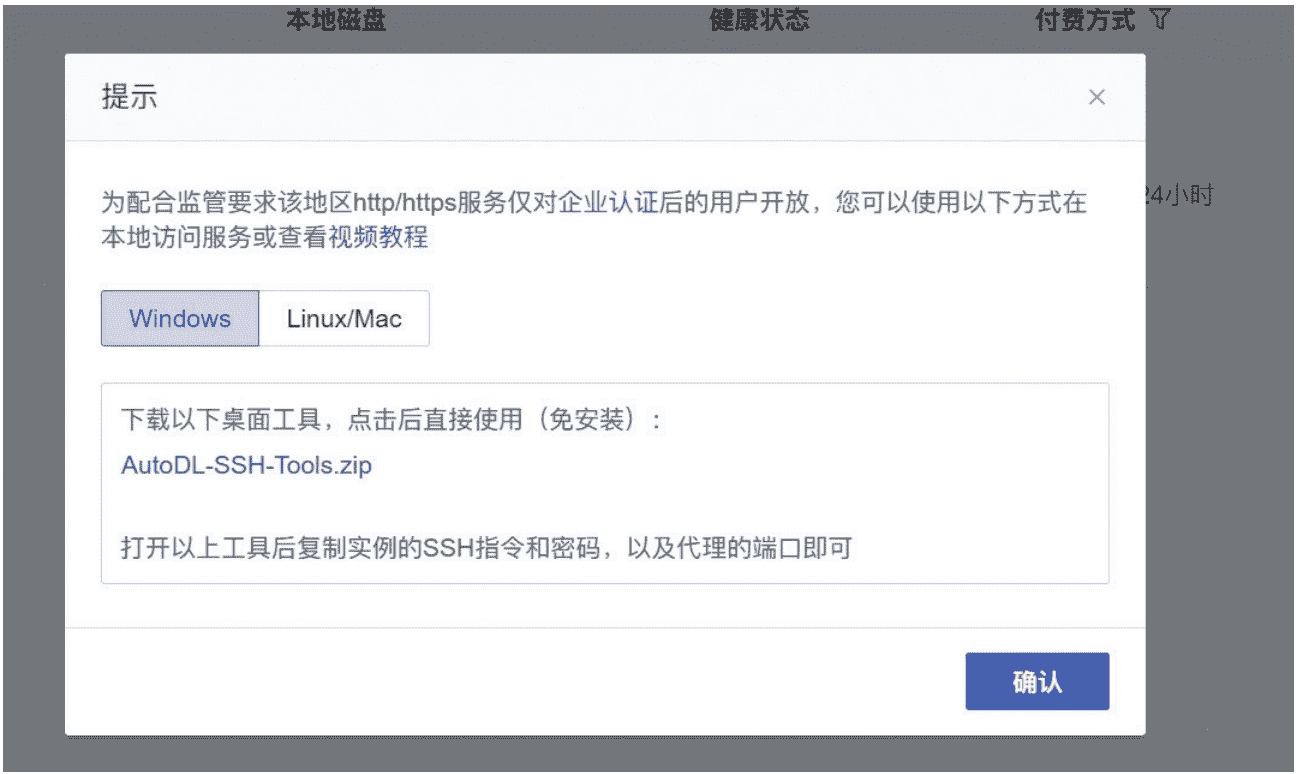 本地磁盘 健康状态 付费方式
提示
为配合监管要求该地区http/https服务仅对企业认证后的用户开放，您可以使用以下方式在
本地访问服务或查看视频教程
24小时
Windows Linux/Mac
下载以下桌面工具，点击后直接使用（免安装）：
AutoDL-SSH-Tools.zip
打开以上工具后复制实例的SSH指令和密码，以及代理的端口即可
确认